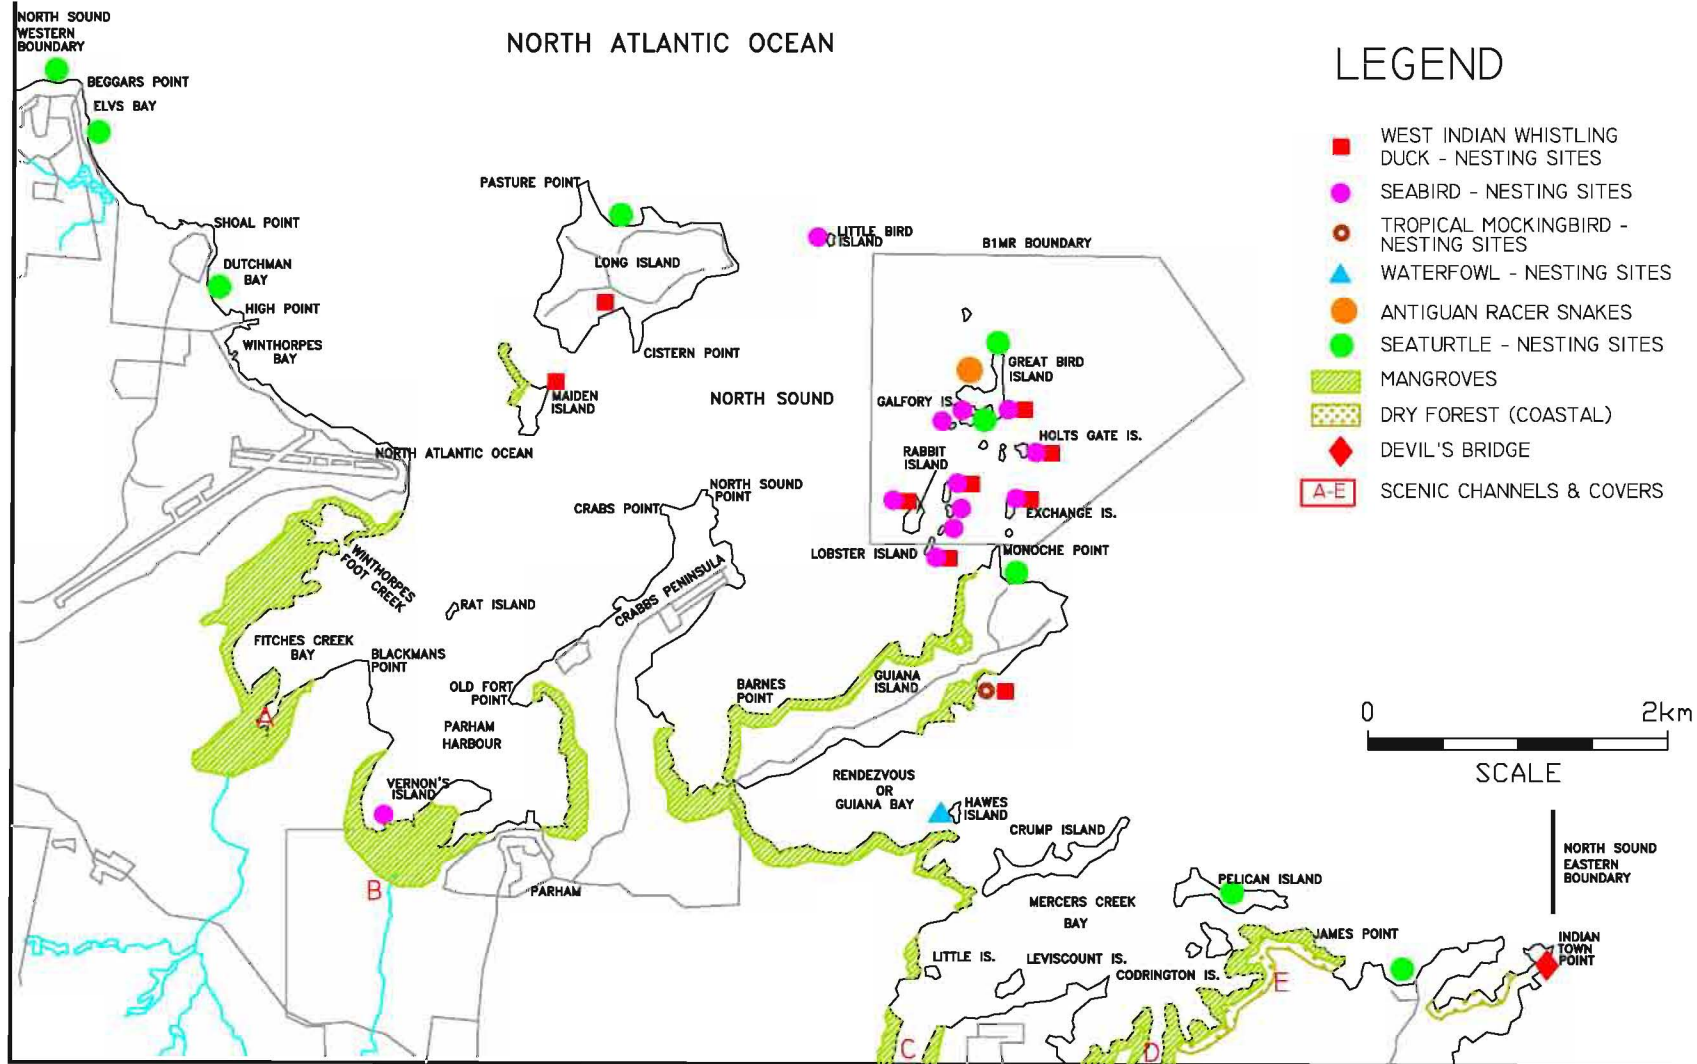 NORTH SOUND
WESTERN
BOUNDARY
NORTH ATLANTIC OCEAN
BEGGARS POINT
ELVS BAY
SHOAL POINT
DUTCHMAN
BAY
HIGH POINT
WINTHORPES
BAY
NORTH ATLANTIC OCEAN
PASTURE POINT
LONG ISLAND
CISTERN POINT
MAIDEN
ISLAND
NORTH SOUND
LITTLE BIRD
ISLAND
B1MR BOUNDARY
GREAT BIRD
ISLAND
GALFORY IS.
HOLTS GATE IS.
RABBIT
ISLAND
EXCHANGE IS.
LOBSTER ISLAND
MONOCHE POINT
NORTH SOUND
POINT
CRABS POINT
CRABBS PENINSULA
WINTHORPES
FOOT CREEK
RAT ISLAND
FITCHES CREEK
BAY
BLACKMANS
POINT
OLD FORT
POINT
PARHAM
HARBOUR
BARNES
POINT
GUIANA
ISLAND
A
VERNON'S
ISLAND
B
PARHAM
RENDEZVOUS
OR
GUIANA BAY
HAWES
ISLAND
CRUMP ISLAND
MERCERS CREEK
BAY
PELICAN ISLAND
LITTLE IS.
LEVISCOUNT IS.
CODRINGTON IS.
JAMES POINT
INDIAN
TOWN
POINT
C
D
E
NORTH SOUND
EASTERN
BOUNDARY
LEGEND
WEST INDIAN WHISTLING
DUCK - NESTING SITES
SEABIRD - NESTING SITES
TROPICAL MOCKINGBIRD -
NESTING SITES
WATERFOWL - NESTING SITES
ANTIGUAN RACER SNAKES
SEATURTLE - NESTING SITES
MANGROVES
DRY FOREST (COASTAL)
DEVIL'S BRIDGE
A-E SCENIC CHANNELS & COVERS
0 2km
SCALE